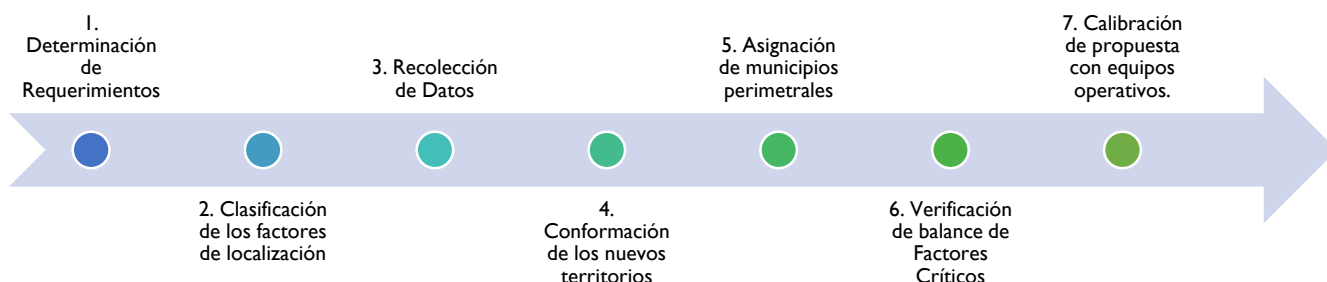 1.
Determinación
de
Requerimientos
2. Clasificación
de los factores
de localización
3. Recolección
de Datos
4.
Conformación
de los nuevos
territorios
5. Asignación
de municipios
perimetrales
6. Verificación
de balance de
Factores
Críticos
7. Calibración
de propuesta
con equipos
operativos.